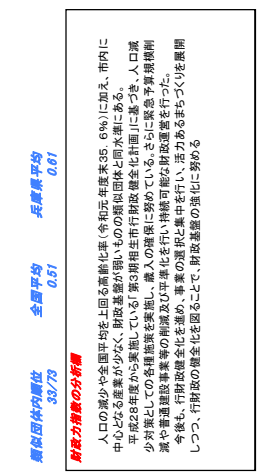 類似団体内順位 全国平均 兵庫県平均
33/73 0.51 0.61
財政力指数の分析欄
人口の減少や全国平均を上回る高齢化率(令和元年度末35.6%)に加え、市内に
中心となる産業が少なく、財政基盤が弱いものの類似団体と同水準にある。
平成28年度から実施している「第3期相生市行財政健全化計画」に基づき、人口減
少対策としての各種施策を実施し、歳入の確保に努めている。さらに緊急予算規模削
減や普通建設事業等の削減及び平準化を行い持続可能な財政運営を行った。
今後も、行財政健全化を進め、事業の選択と集中を行い、活力あるまちづくりを展開
しつつ、行財政の健全化を図ることで、財政基盤の強化に努める